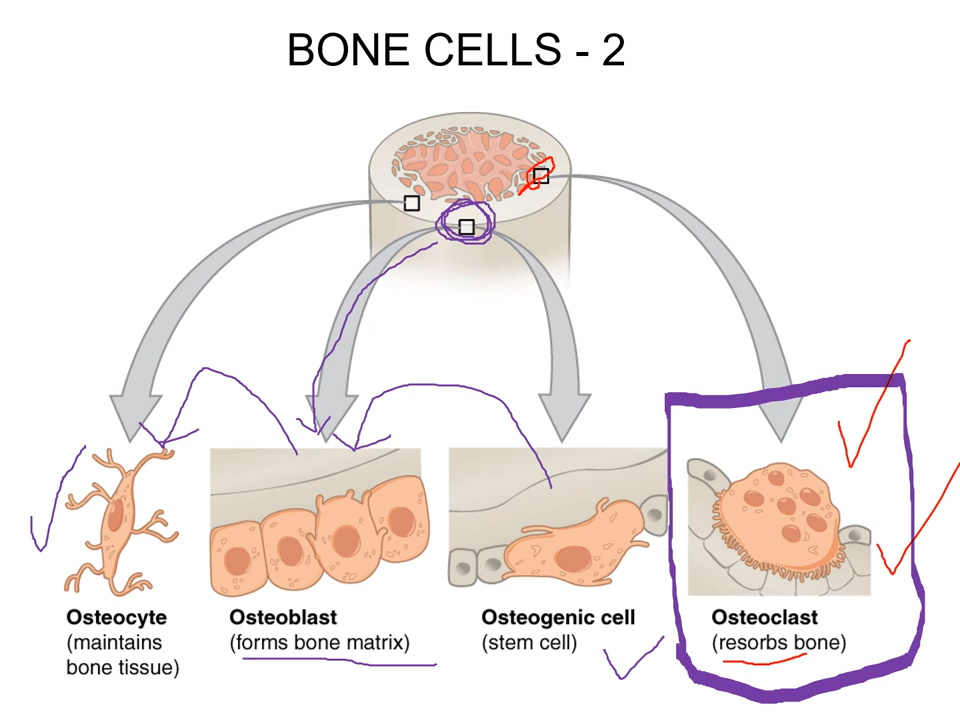 BONE CELLS - 2
Osteocyte
(maintains
bone tissue)
Osteoblast
(forms bone matrix)
Osteogenic cell
(stem cell)
Osteoclast
(resorbs bone)